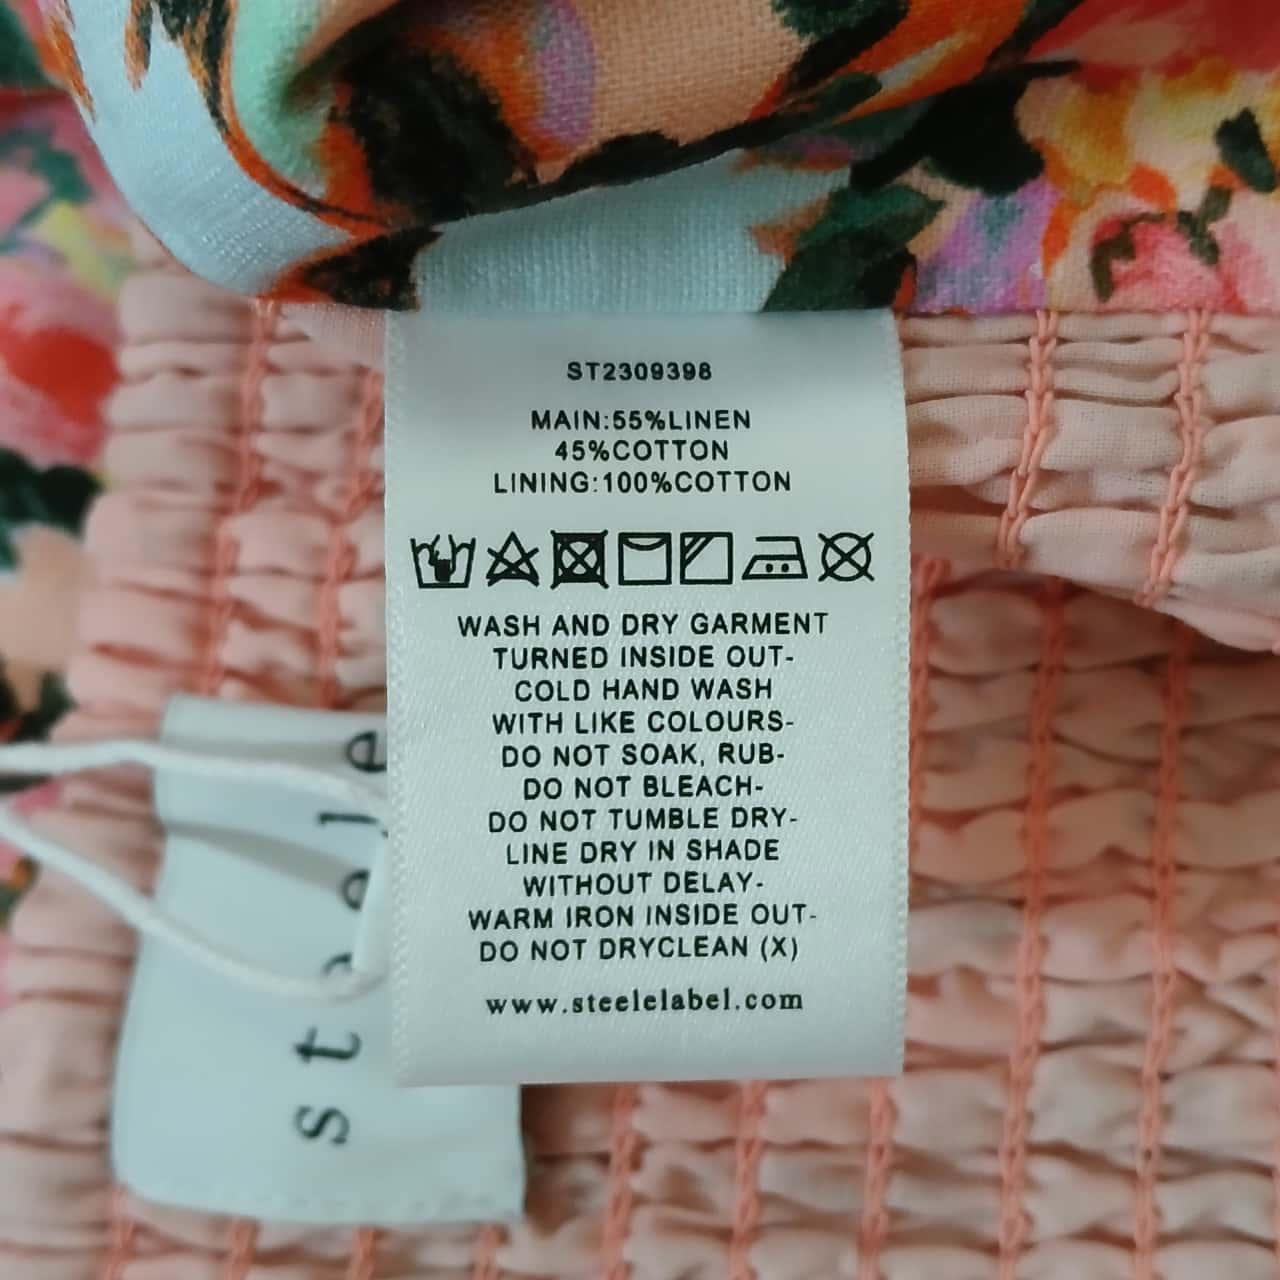 ST2309398
MAIN:55%LINEN
45%COTTON
LINING:100%COTTON
WASH AND DRY GARMENT
TURNED INSIDE OUT-
COLD HAND WASH
WITH LIKE COLOURS-
DO NOT SOAK, RUB-
DO NOT BLEACH-
DO NOT TUMBLE DRY-
LINE DRY IN SHADE
WITHOUT DELAY-
WARM IRON INSIDE OUT-
DO NOT DRYCLEAN (X)
www.steelelabel.com
steele